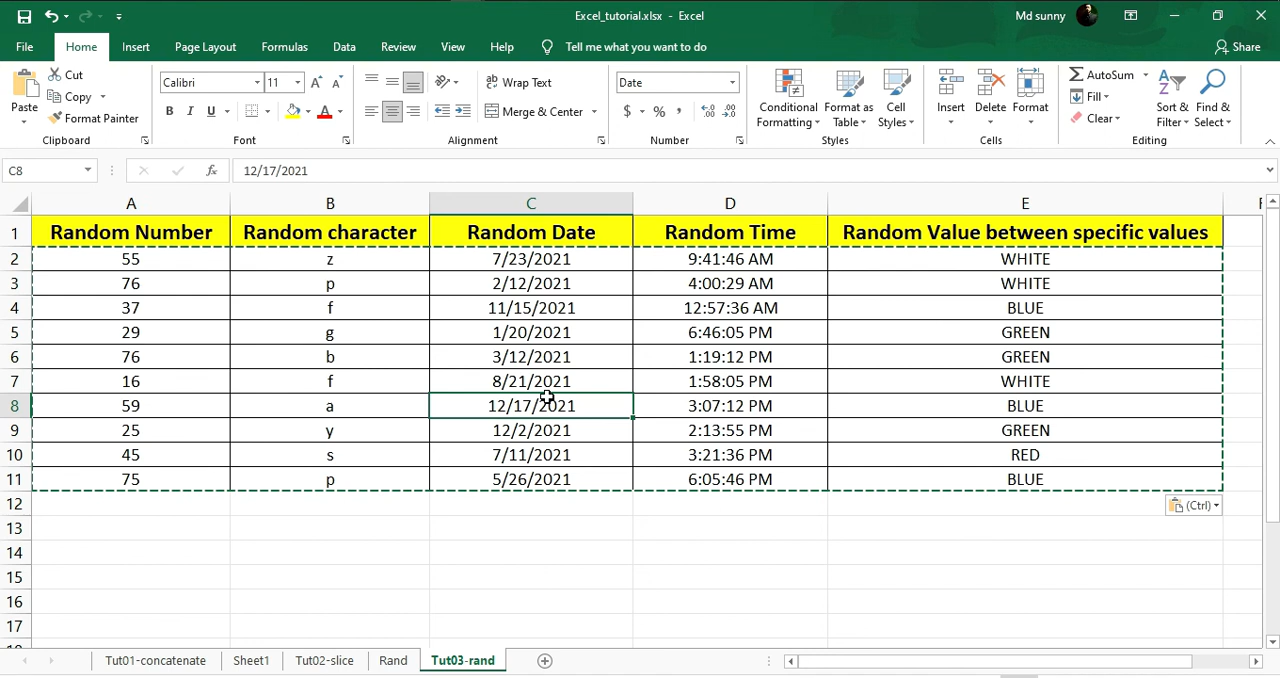 Excel_tutorial.xlsx - Excel
Md sunny
File Home Insert Page Layout Formulas Data Review View Help Tell me what you want to do Share
Paste
Cut
Copy
Format Painter
Clipboard
Calibri 11
B I U
Font
Wrap Text
Merge & Center
Alignment
Date
$ % ,
Number
Conditional Formatting
Format as Table
Cell Styles
Styles
Insert Delete Format
Cells
AutoSum
Fill
Clear
Sort & Filter
Find & Select
Editing
C8 fx 12/17/2021
A B C D E
1 Random Number Random character Random Date Random Time Random Value between specific values
2 55 z 7/23/2021 9:41:46 AM WHITE
3 76 p 2/12/2021 4:00:29 AM WHITE
4 37 f 11/15/2021 12:57:36 AM BLUE
5 29 g 1/20/2021 6:46:05 PM GREEN
6 76 b 3/12/2021 1:19:12 PM GREEN
7 16 f 8/21/2021 1:58:05 PM WHITE
8 59 a 12/17/2021 3:07:12 PM BLUE
9 25 y 12/2/2021 2:13:55 PM GREEN
10 45 s 7/11/2021 3:21:36 PM RED
11 75 p 5/26/2021 6:05:46 PM BLUE
12 (Ctrl)
13
14
15
16
17
Tut01-concatenate Sheet1 Tut02-slice Rand Tut03-rand